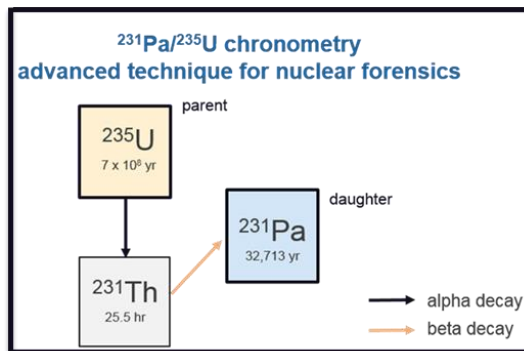 ²³¹Pa/²³⁵U chronometry
advanced technique for nuclear forensics
parent
²³⁵U
7 x 10⁸ yr
daughter
²³¹Pa
32,713 yr
²³¹Th
25.5 hr
alpha decay
beta decay